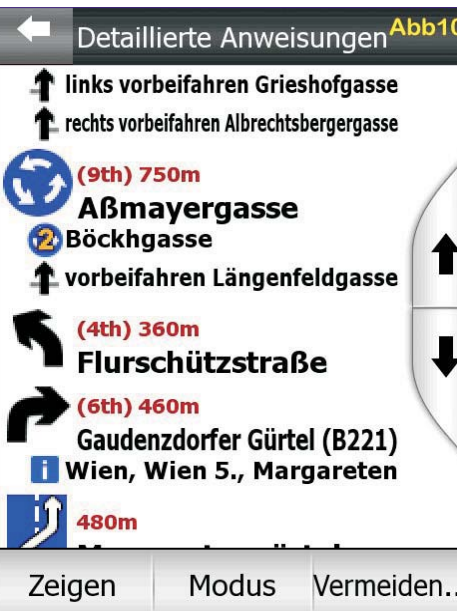 Detaillierte Anweisungen
Abb10
links vorbeifahren Grieshofgasse
rechts vorbeifahren Albrechtsbergergasse
(9th) 750m
Aßmayergasse
2 Böckhgasse
vorbeifahren Längenfeldgasse
(4th) 360m
Flurschützstraße
(6th) 460m
Gaudenzdorfer Gürtel (B221)
i Wien, Wien 5., Margareten
480m
Zeigen Modus Vermeiden..